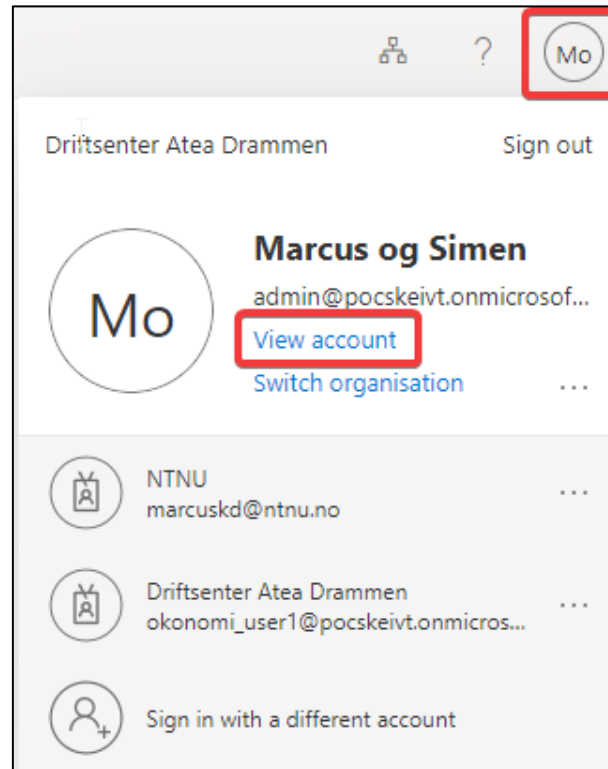 ?
Mo
Driftsenter Atea Drammen
Sign out
Mo
Marcus og Simen
admin@pocskeivt.onmicrosof...
View account
Switch organisation
...
NTNU
marcuskd@ntnu.no
...
Driftsenter Atea Drammen
okonomi_user1@pocskeivt.onmicros...
...
Sign in with a different account